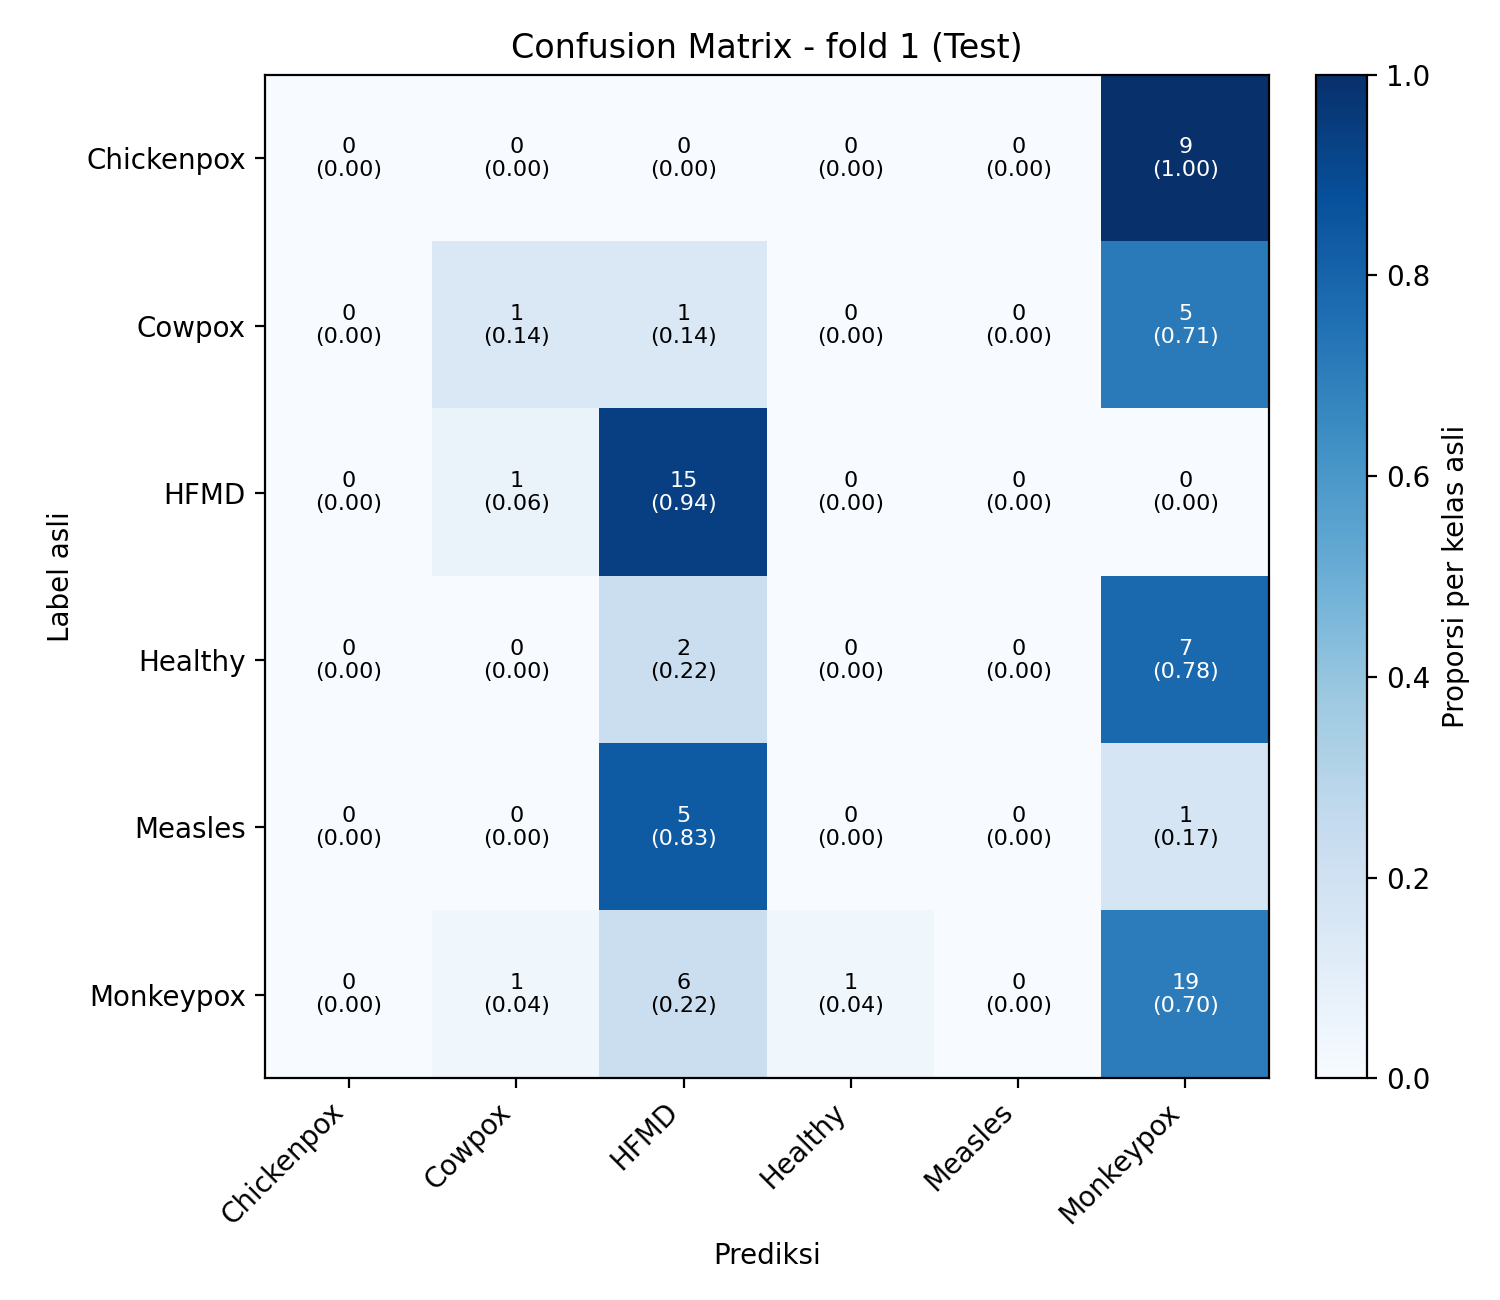 Confusion Matrix - fold 1 (Test)
Label asli
Chickenpox
0 0 0 0 0 9
(0.00) (0.00) (0.00) (0.00) (0.00) (1.00)
Cowpox
0 1 1 0 0 5
(0.00) (0.14) (0.14) (0.00) (0.00) (0.71)
HFMD
0 1 15 0 0 0
(0.00) (0.06) (0.94) (0.00) (0.00) (0.00)
Healthy
0 0 2 0 0 7
(0.00) (0.00) (0.22) (0.00) (0.00) (0.78)
Measles
0 0 5 0 0 1
(0.00) (0.00) (0.83) (0.00) (0.00) (0.17)
Monkeypox
0 1 6 1 0 19
(0.00) (0.04) (0.22) (0.04) (0.00) (0.70)
Chickenpox
Cowpox
HFMD
Healthy
Measles
Monkeypox
Prediksi
1.0
0.8
0.6
0.4
0.2
0.0
Proporsi per kelas asli